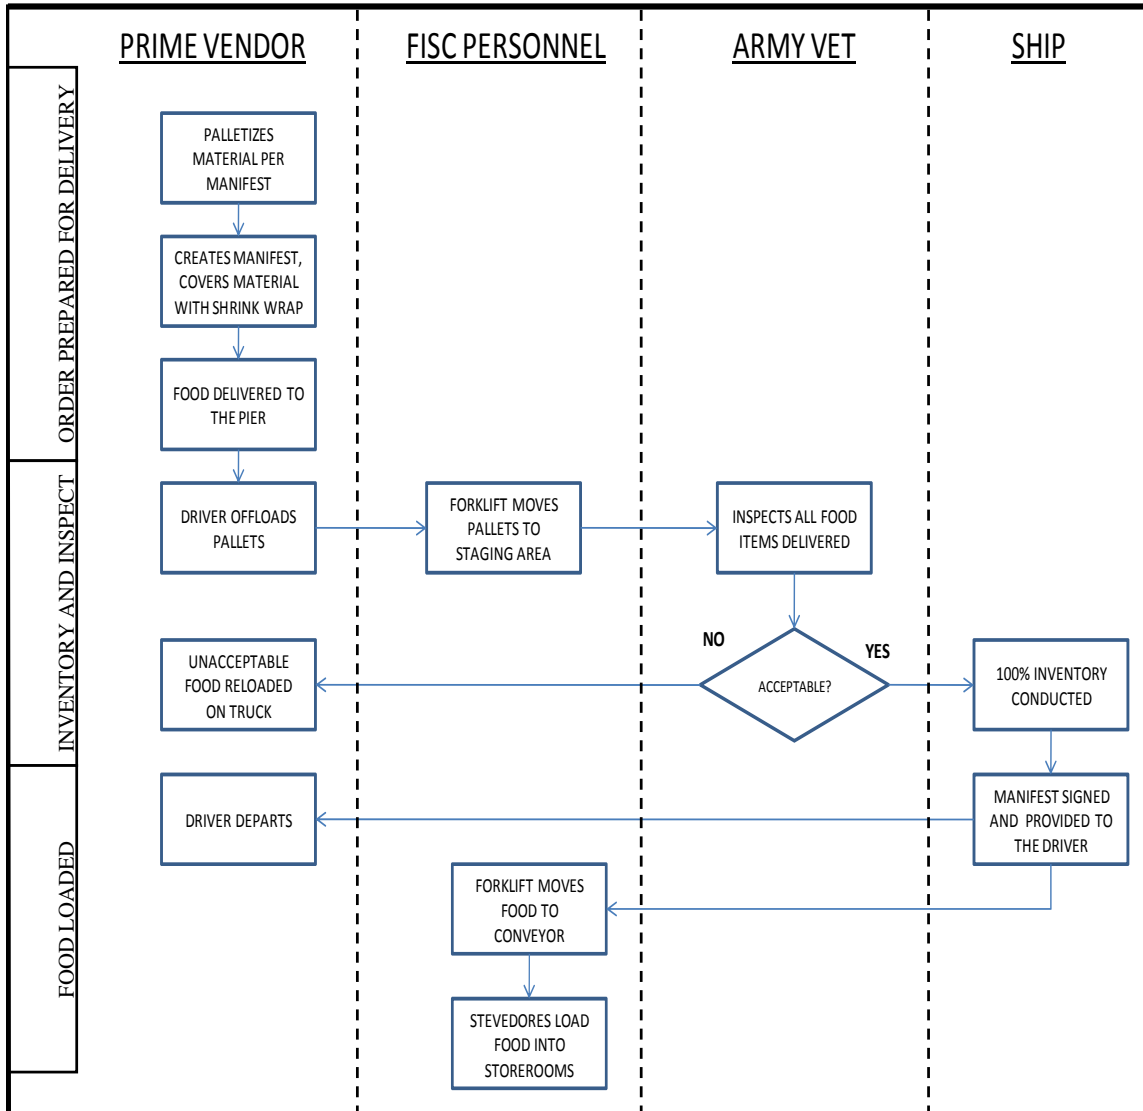 PRIME VENDOR
FISC PERSONNEL
ARMY VET
SHIP
ORDER PREPARED FOR DELIVERY
PALLETIZES
MATERIAL PER
MANIFEST
CREATES MANIFEST,
COVERS MATERIAL
WITH SHRINK WRAP
FOOD DELIVERED TO
THE PIER
INVENTORY AND INSPECT
DRIVER OFFLOADS
PALLETS
FORKLIFT MOVES
PALLETS TO
STAGING AREA
INSPECTS ALL FOOD
ITEMS DELIVERED
NO
YES
UNACCEPTABLE
FOOD RELOADED
ON TRUCK
ACCEPTABLE?
100% INVENTORY
CONDUCTED
FOOD LOADED
DRIVER DEPARTS
MANIFEST SIGNED
AND PROVIDED TO
THE DRIVER
FORKLIFT MOVES
FOOD TO
CONVEYOR
STEVEDORES LOAD
FOOD INTO
STOREROOMS